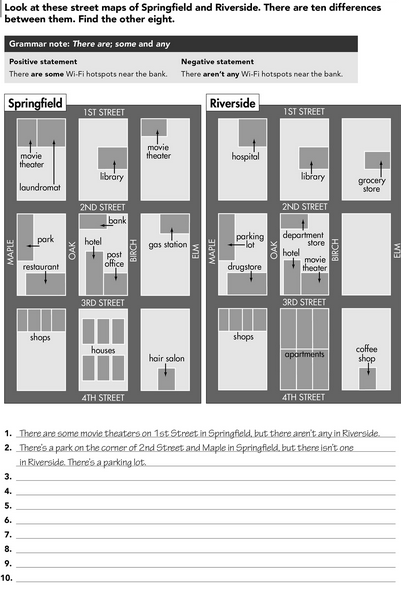 Look at these street maps of Springfield and Riverside. There are ten differences
between them. Find the other eight.
Grammar note: There are; some and any
Positive statement
There are some Wi-Fi hotspots near the bank.
Negative statement
There aren't any Wi-Fi hotspots near the bank.
Springfield
1ST STREET
movie
theater
laundromat
library
movie
theater
2ND STREET
MAPLE
park
restaurant
OAK
bank
hotel
post
office
BIRCH
gas station
ELM
3RD STREET
shops
houses
hair salon
4TH STREET
Riverside
1ST STREET
hospital
library
grocery
store
2ND STREET
MAPLE
parking
lot
drugstore
OAK
department
store
hotel
movie
theater
BIRCH
ELM
3RD STREET
shops
apartments
coffee
shop
4TH STREET
1. There are some movie theaters on 1st Street in Springfield, but there aren't any in Riverside.
2. There's a park on the corner of 2nd Street and Maple in Springfield, but there isn't one
in Riverside. There's a parking lot.
3.
4.
5.
6.
7.
8.
9.
10.